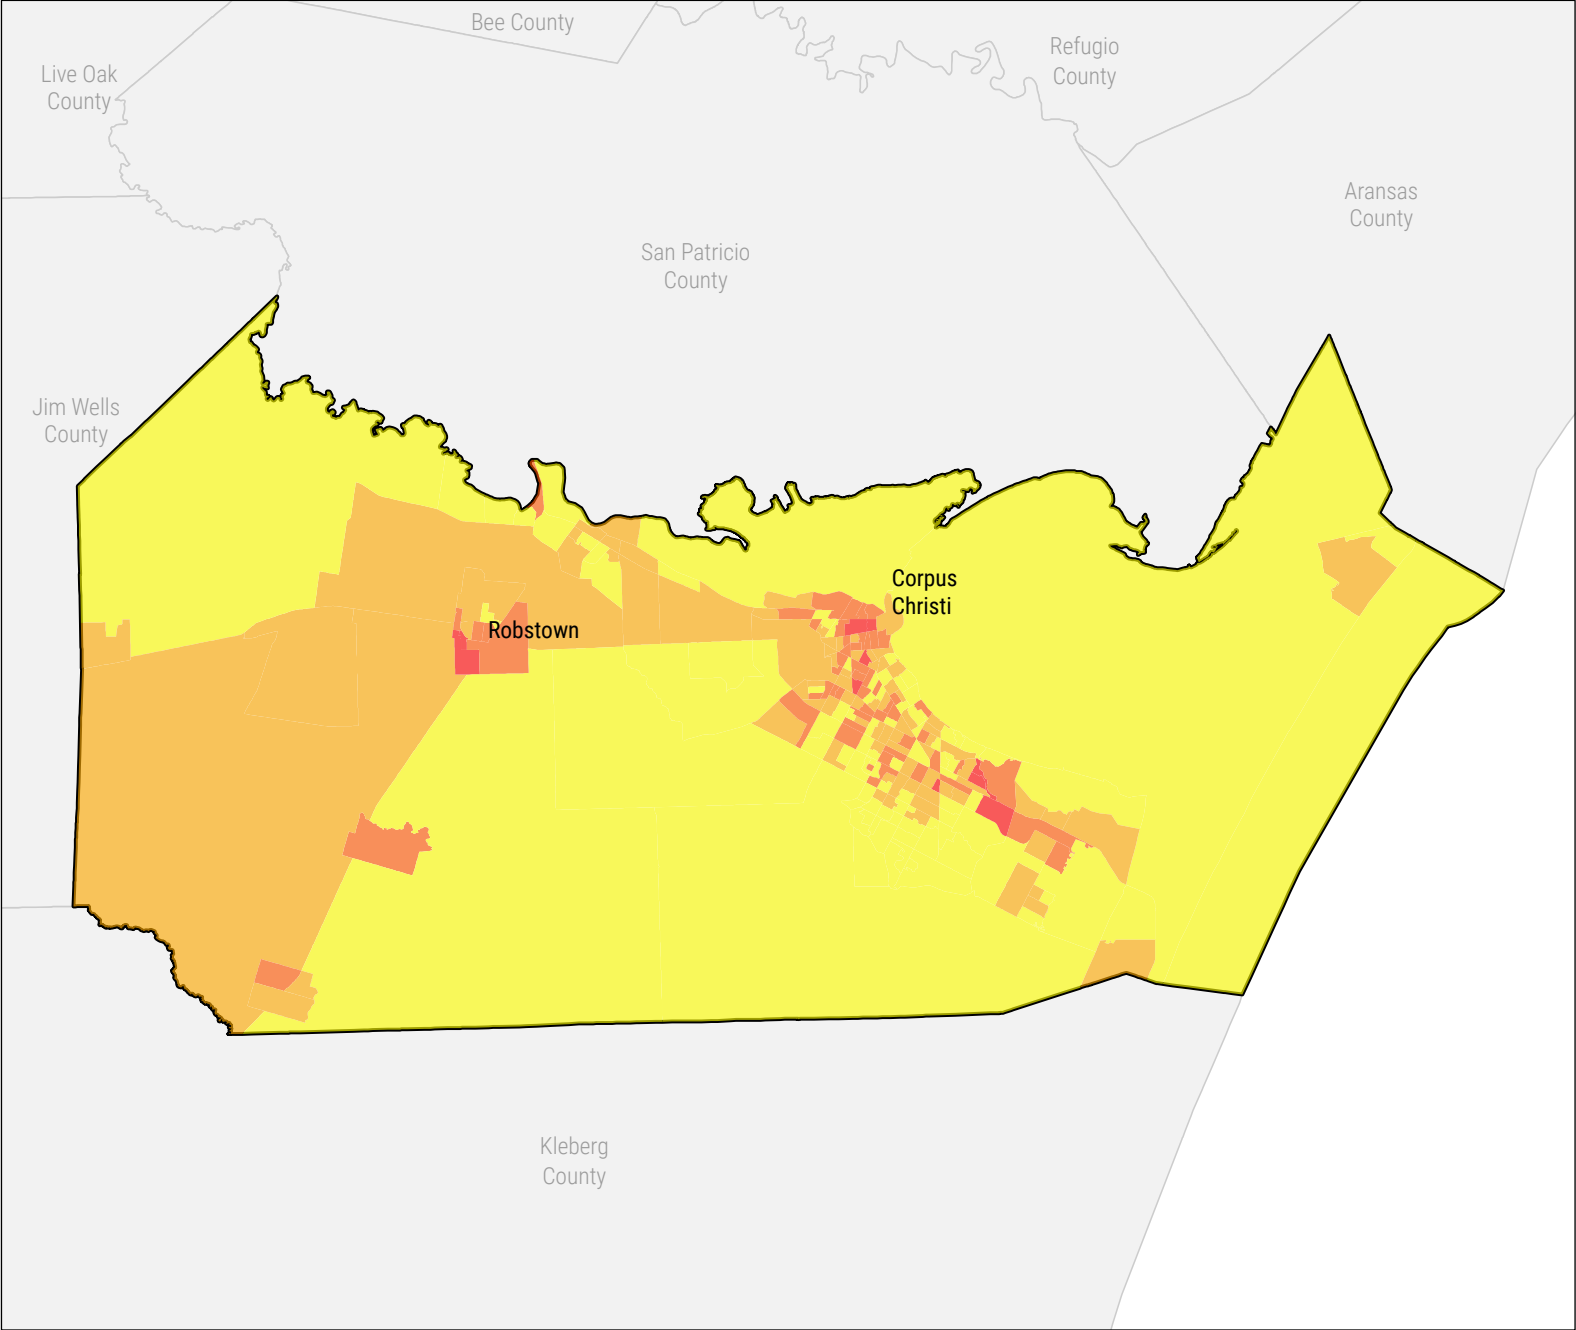 Bee County
Refugio
County
Live Oak
County
Aransas
County
San Patricio
County
Jim Wells
County
Corpus
Christi
Robstown
Kleberg
County